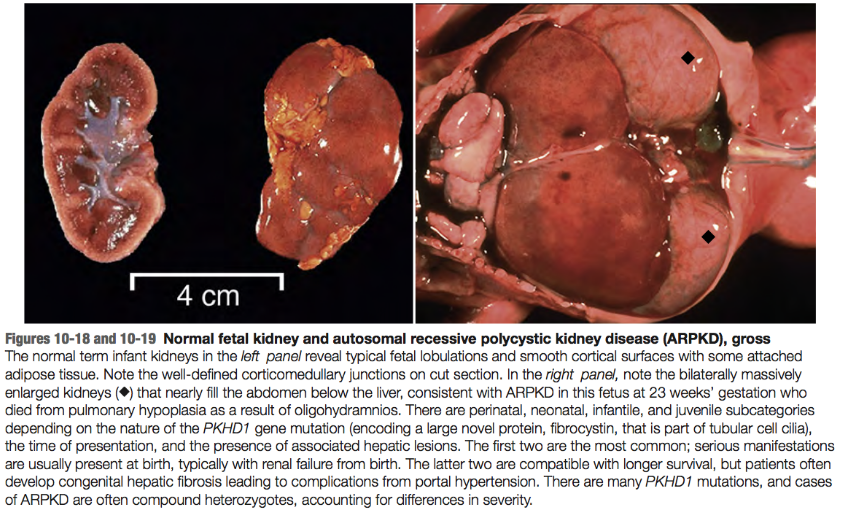 4 cm
Figures 10-18 and 10-19 Normal fetal kidney and autosomal recessive polycystic kidney disease (ARPKD), gross
The normal term infant kidneys in the left panel reveal typical fetal lobulations and smooth cortical surfaces with some attached
adipose tissue. Note the well-defined corticomedullary junctions on cut section. In the right panel, note the bilaterally massively
enlarged kidneys (◆) that nearly fill the abdomen below the liver, consistent with ARPKD in this fetus at 23 weeks' gestation who
died from pulmonary hypoplasia as a result of oligohydramnios. There are perinatal, neonatal, infantile, and juvenile subcategories
depending on the nature of the PKHD1 gene mutation (encoding a large novel protein, fibrocystin, that is part of tubular cell cilia),
the time of presentation, and the presence of associated hepatic lesions. The first two are the most common; serious manifestations
are usually present at birth, typically with renal failure from birth. The latter two are compatible with longer survival, but patients often
develop congenital hepatic fibrosis leading to complications from portal hypertension. There are many PKHD1 mutations, and cases
of ARPKD are often compound heterozygotes, accounting for differences in severity.